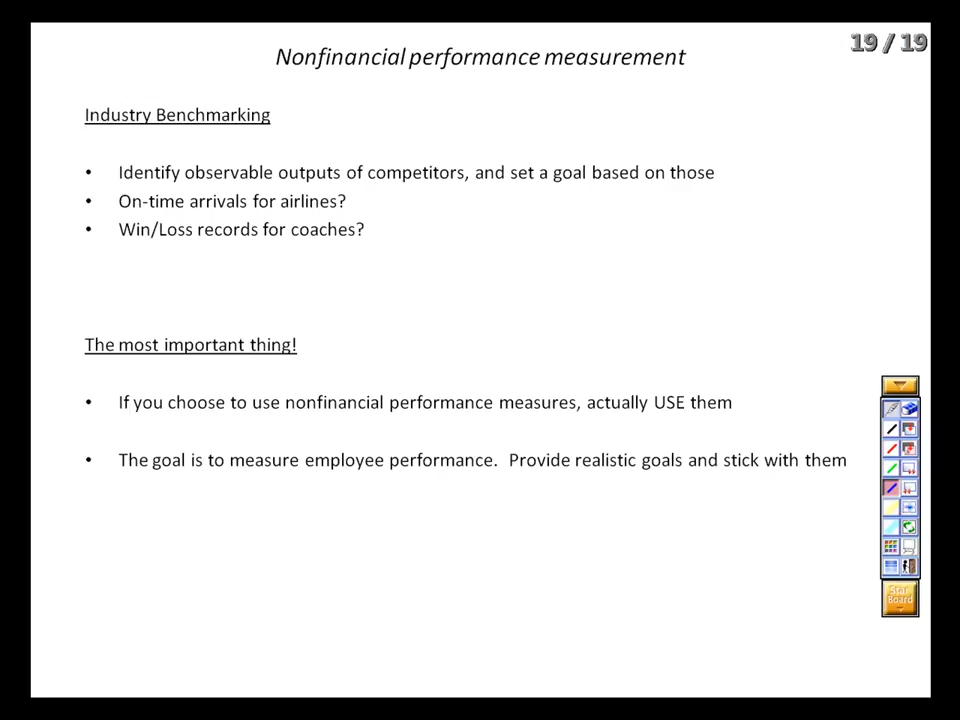 19 / 19
Nonfinancial performance measurement
Industry Benchmarking
• Identify observable outputs of competitors, and set a goal based on those
• On-time arrivals for airlines?
• Win/Loss records for coaches?
The most important thing!
• If you choose to use nonfinancial performance measures, actually USE them
• The goal is to measure employee performance.  Provide realistic goals and stick with them
Star
Board